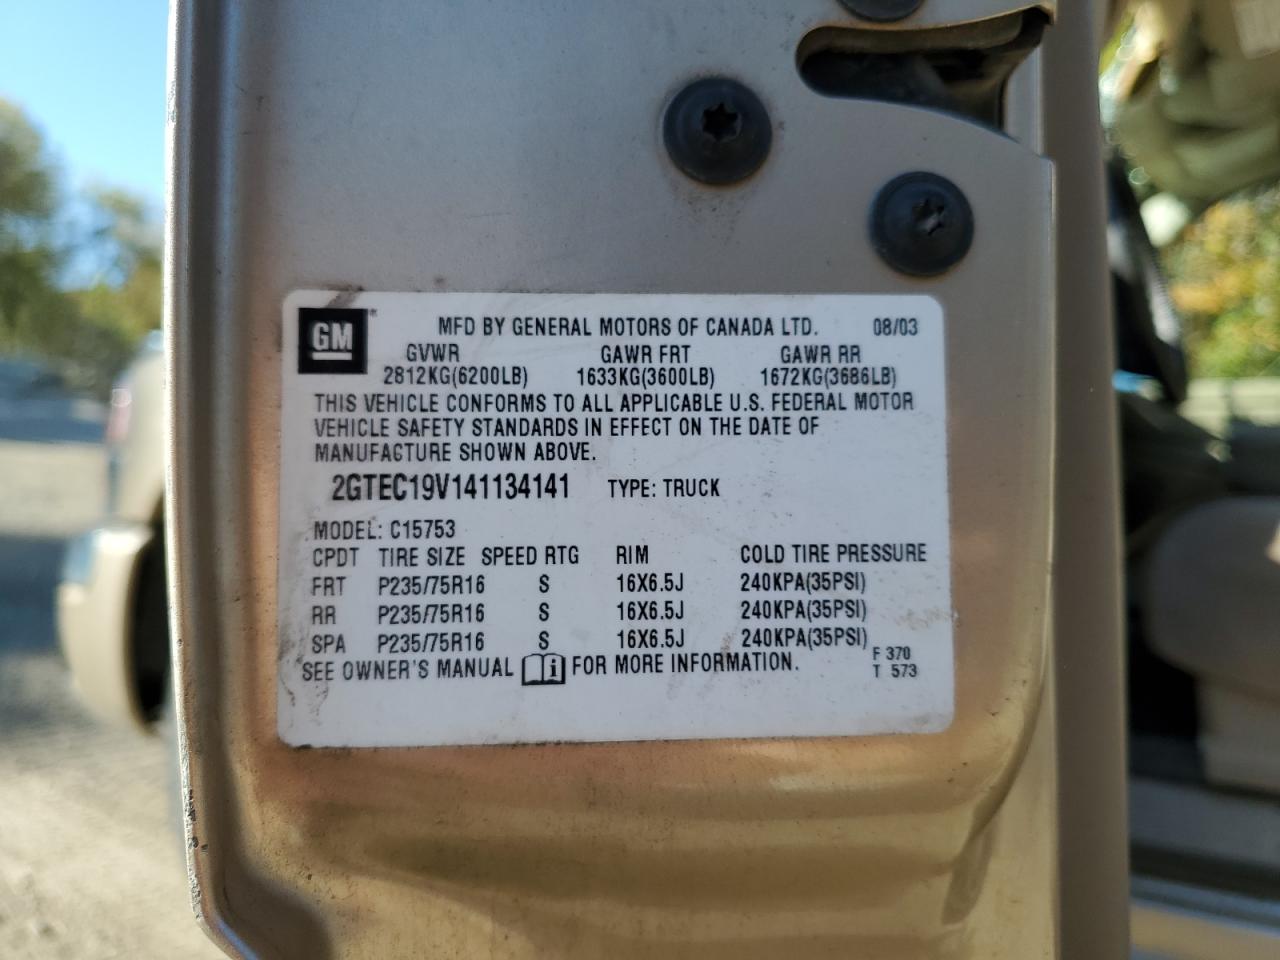 GM ® MFD BY GENERAL MOTORS OF CANADA LTD. 08/03
GVWR GAWR FRT GAWR RR
2812KG(6200LB) 1633KG(3600LB) 1672KG(3686LB)
THIS VEHICLE CONFORMS TO ALL APPLICABLE U.S. FEDERAL MOTOR
VEHICLE SAFETY STANDARDS IN EFFECT ON THE DATE OF
MANUFACTURE SHOWN ABOVE.
2GTEC19V141134141 TYPE: TRUCK
MODEL: C15753
CPDT TIRE SIZE SPEED RTG RIM COLD TIRE PRESSURE
FRT P235/75R16 S 16X6.5J 240KPA(35PSI)
RR P235/75R16 S 16X6.5J 240KPA(35PSI)
SPA P235/75R16 S 16X6.5J 240KPA(35PSI)
SEE OWNER'S MANUAL i FOR MORE INFORMATION. F 370
T 573